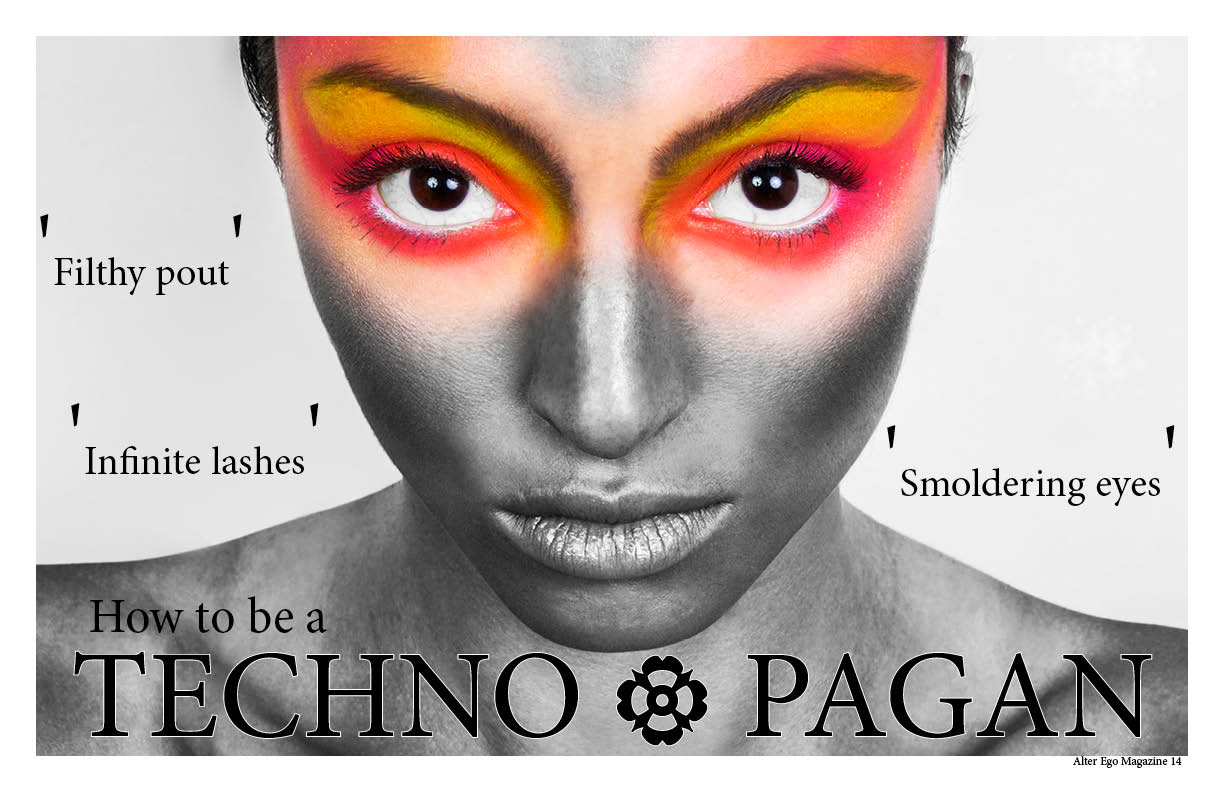 ' '
Filthy pout
' '
Infinite lashes
' '
Smoldering eyes
How to be a
TECHNO PAGAN
Alter Ego Magazine 14